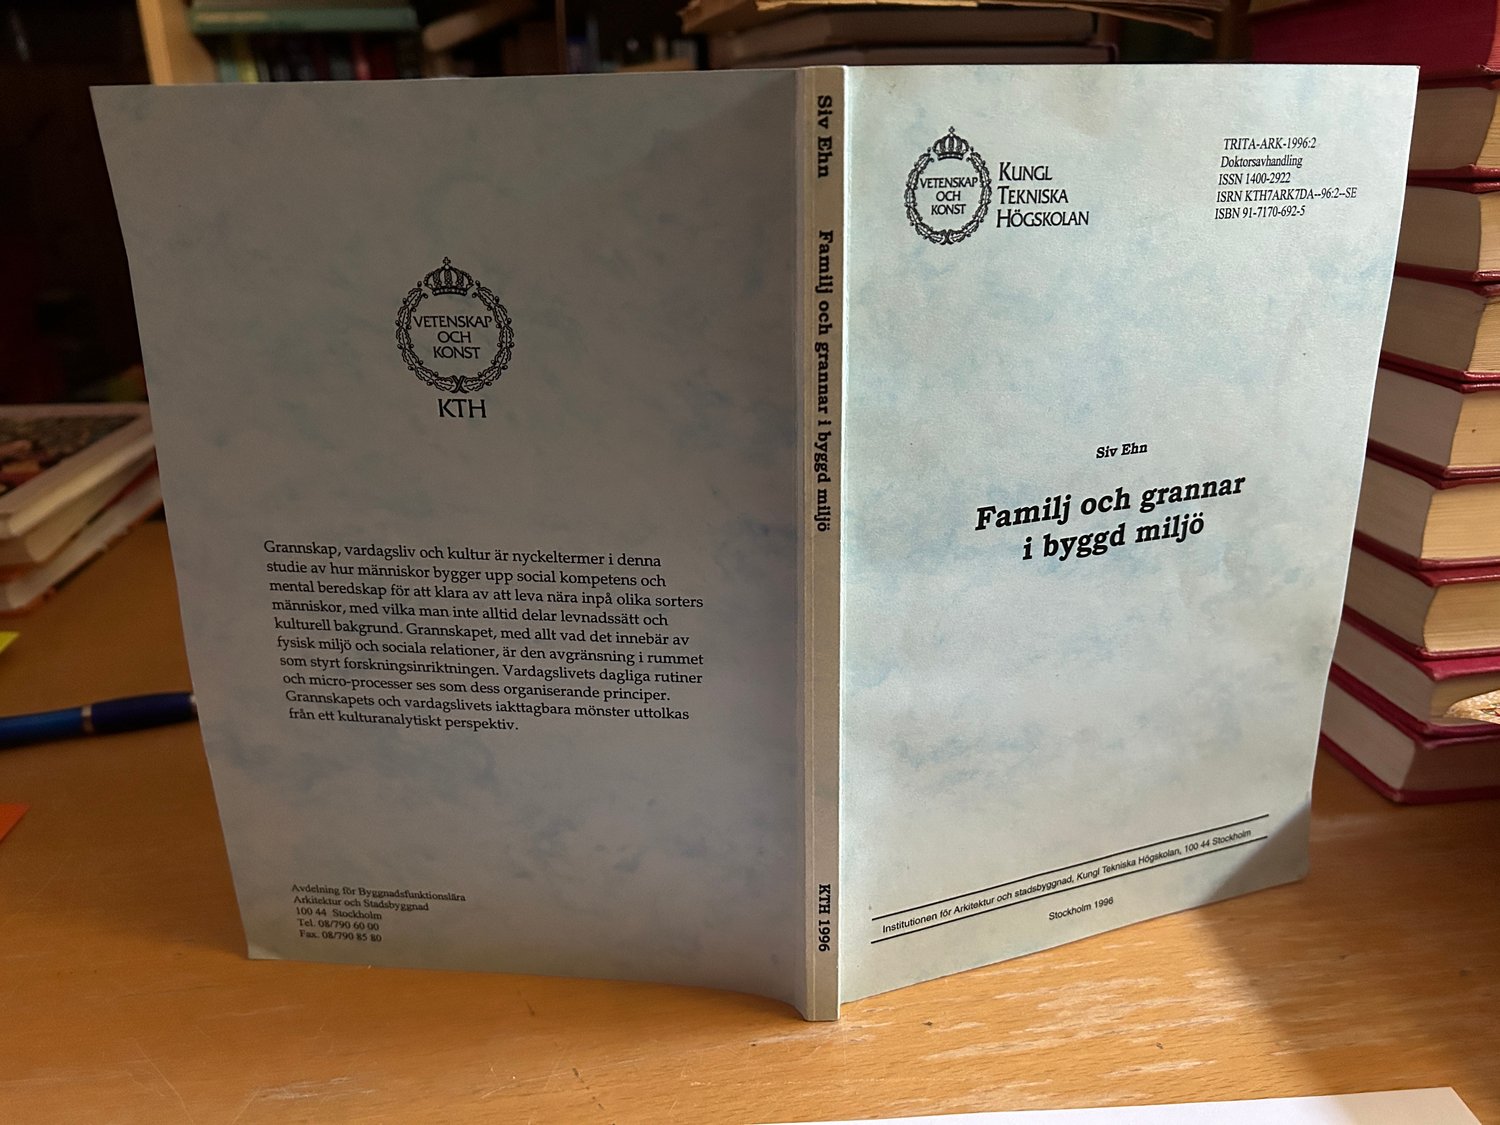 VETENSKAP
OCH
KONST
KTH
Grannskap, vardagsliv och kultur är nyckeltermer i denna
studie av hur människor bygger upp social kompetens och
mental beredskap för att klara av att leva nära inpå olika sorters
människor, med vilka man inte alltid delar levnadssätt och
kulturell bakgrund. Grannskapet, med allt vad det innebär av
fysisk miljö och sociala relationer, är den avgränsning i rummet
som styrt forskningsinriktningen. Vardagslivets dagliga rutiner
och micro-processer ses som dess organiserande principer.
Grannskapets och vardagslivets iakttagbara mönster uttolkas
från ett kulturanalytiskt perspektiv.
Avdelning för Byggnadsfunktionslära
Arkitektur och Stadsbyggnad
100 44 Stockholm
Tel. 08/790 60 00
Fax. 08/790 85 80
Siv Ehn Familj och grannar i byggd miljö KTH 1996
VETENSKAP
OCH
KONST
KUNGL
TEKNISKA
HÖGSKOLAN
TRITA-ARK-1996:2
Doktorsavhandling
ISSN 1400-2922
ISRN KTH7ARK7DA--96:2--SE
ISBN 91-7170-692-5
Siv Ehn
Familj och grannar
i byggd miljö
Institutionen för Arkitektur och stadsbyggnad, Kungl Tekniska Högskolan, 100 44 Stockholm
Stockholm 1996